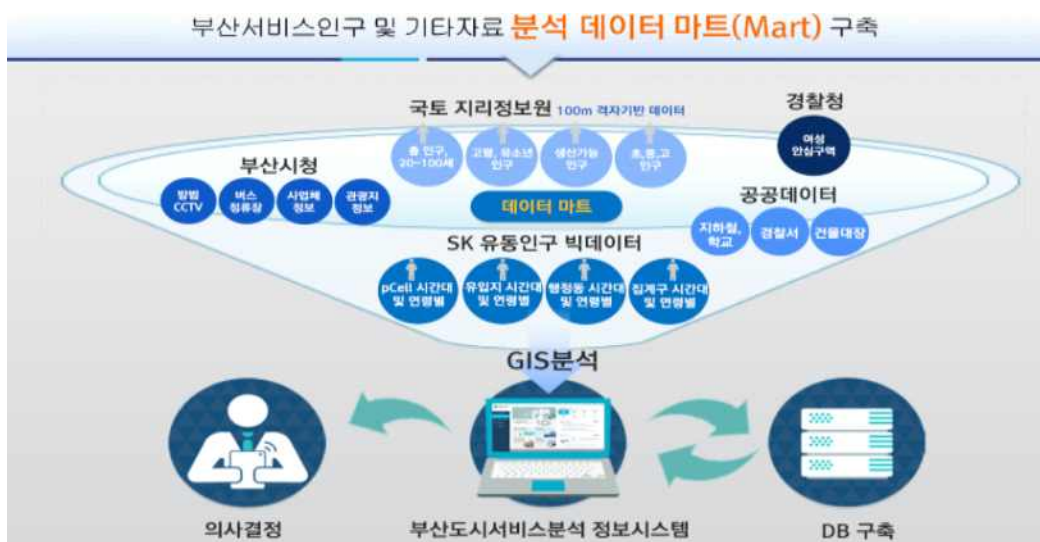 부산서비스인구 및 기타자료 분석 데이터 마트(Mart) 구축
국토 지리정보원 100m 격자기반 데이터
경찰청
총 인구,
20~100세
고령, 유소년
인구
생산가능
인구
초,중,고
인구
여성
안심구역
부산시청
방범
CCTV
버스
정류장
사업체
정보
관광지
정보
데이터 마트
공공데이터
지하철,
학교
경찰서
건물대장
SK 유동인구 빅데이터
pCell 시간대
및 연령별
유입지 시간대
및 연령별
행정동 시간대
및 연령별
집계구 시간대
및 연령별
GIS분석
의사결정
부산도시서비스분석 정보시스템
DB 구축